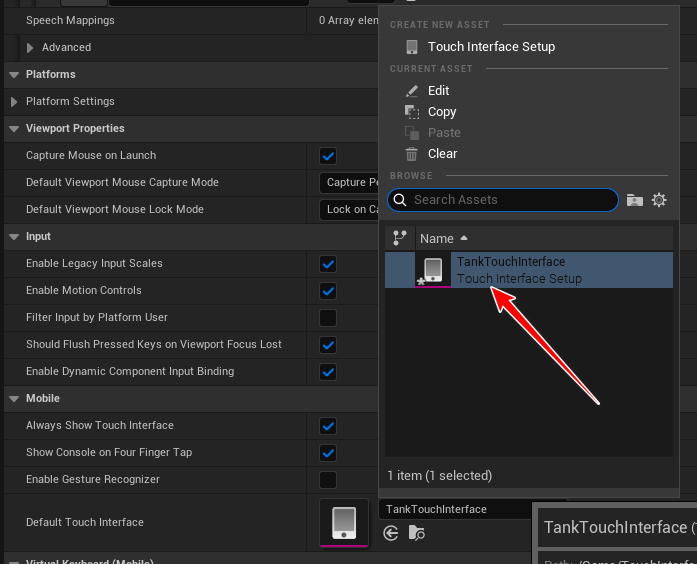 Speech Mappings
0 Array elen
Advanced
Platforms
Platform Settings
Viewport Properties
Capture Mouse on Launch
Default Viewport Mouse Capture Mode
Capture Pe
Default Viewport Mouse Lock Mode
Lock on Ca
Input
Enable Legacy Input Scales
Enable Motion Controls
Filter Input by Platform User
Should Flush Pressed Keys on Viewport Focus Lost
Enable Dynamic Component Input Binding
Mobile
Always Show Touch Interface
Show Console on Four Finger Tap
Enable Gesture Recognizer
Default Touch Interface
TankTouchInterface
CREATE NEW ASSET
Touch Interface Setup
CURRENT ASSET
Edit
Copy
Paste
Clear
BROWSE
Search Assets
Name
TankTouchInterface
Touch Interface Setup
1 item (1 selected)
TankTouchInterface (
Virtual Keyboard (Mobile)